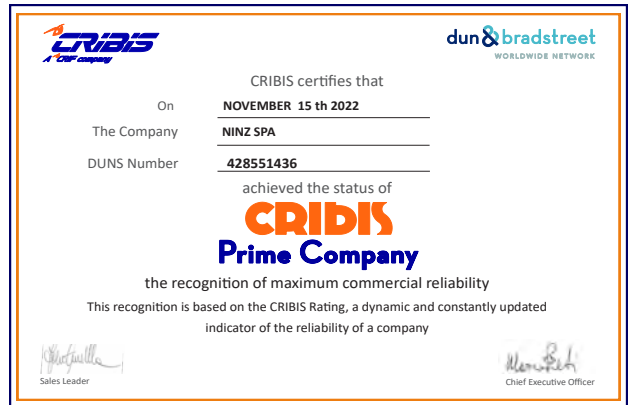 CRIBIS
A CRIF company
dun & bradstreet
WORLDWIDE NETWORK
CRIBIS certifies that
On NOVEMBER 15 th 2022
The Company NINZ SPA
DUNS Number 428551436
achieved the status of
CRIBIS
Prime Company
the recognition of maximum commercial reliability
This recognition is based on the CRIBIS Rating, a dynamic and constantly updated
indicator of the reliability of a company
Sales Leader
Chief Executive Officer